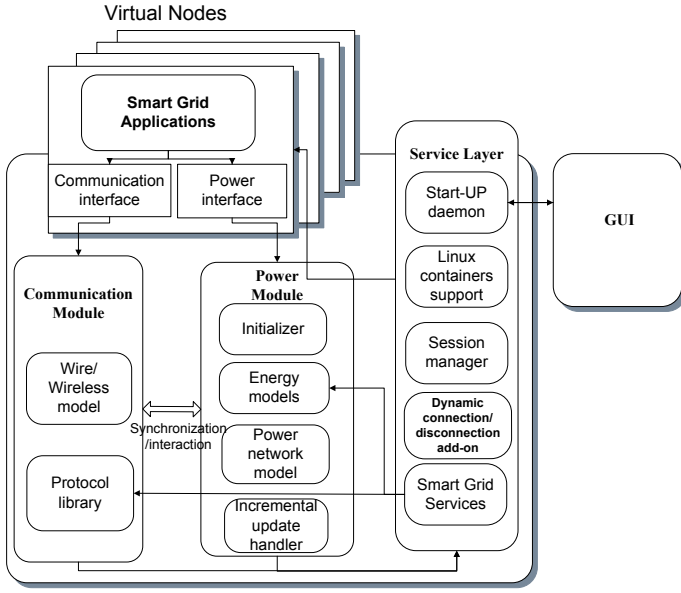 Virtual Nodes
Smart Grid
Applications
Communication
interface
Power
interface
Service Layer
Start-UP
daemon
GUI
Linux
containers
support
Communication
Module
Power
Module
Initializer
Session
manager
Wire/
Wireless
model
Energy
models
Synchronization
/interaction
Dynamic
connection/
disconnection
add-on
Power
network
model
Protocol
library
Smart Grid
Services
Incremental
update
handler